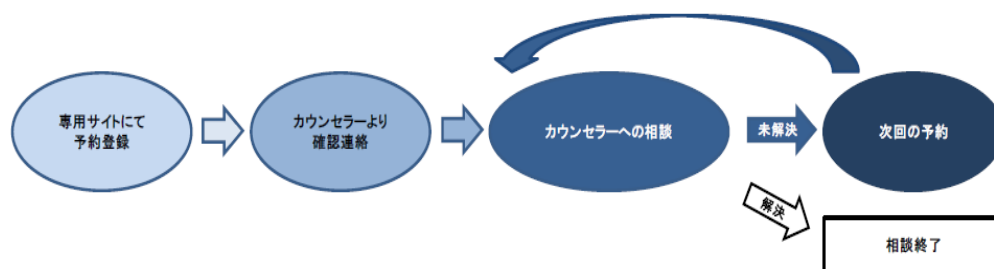 専用サイトにて
予約登録
カウンセラーより
確認連絡
カウンセラーへの相談
未解決
次回の予約
解決
相談終了